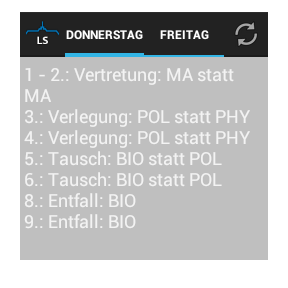 LS DONNERSTAG FREITAG
1 - 2.: Vertretung: MA statt
MA
3.: Verlegung: POL statt PHY
4.: Verlegung: POL statt PHY
5.: Tausch: BIO statt POL
6.: Tausch: BIO statt POL
8.: Entfall: BIO
9.: Entfall: BIO